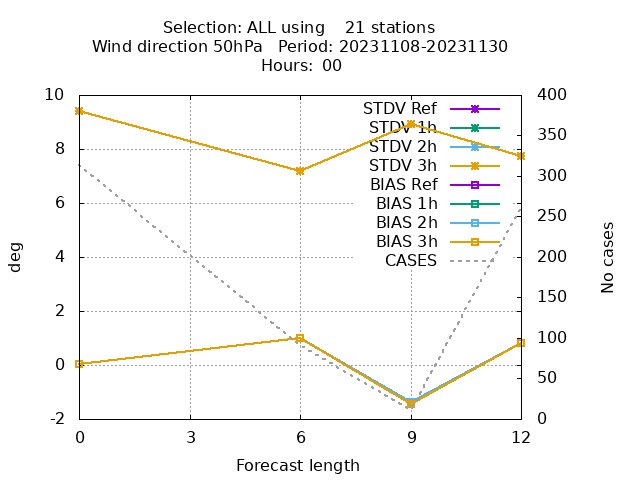 Selection: ALL using    21 stations
Wind direction 50hPa   Period: 20231108-20231130
Hours: 00
10
8
6
4
2
0
-2
deg
400
350
300
250
200
150
100
50
0
No cases
STDV Ref
STDV 1h
STDV 2h
STDV 3h
BIAS Ref
BIAS 1h
BIAS 2h
BIAS 3h
CASES
0
3
6
9
12
Forecast length